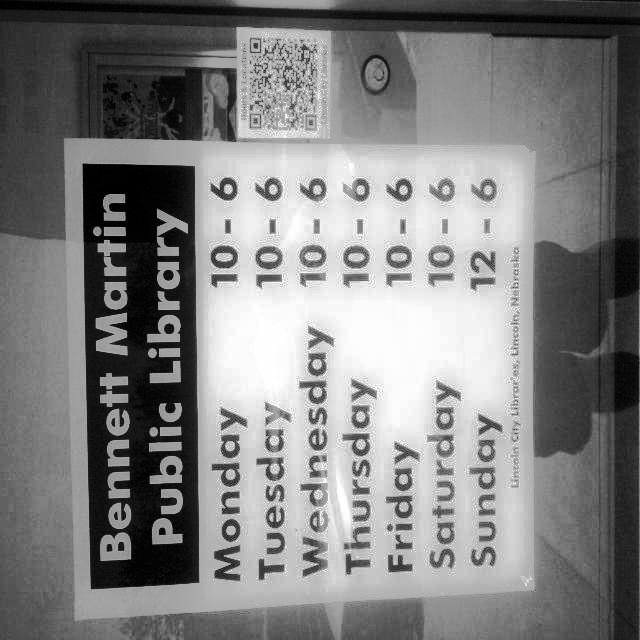 Bennett Martin
Public Library
Monday 10 - 6
Tuesday 10 - 6
Wednesday 10 - 6
Thursday 10 - 6
Friday 10 - 6
Saturday 10 - 6
Sunday 12 - 6
Lincoln City Libraries, Lincoln, Nebraska